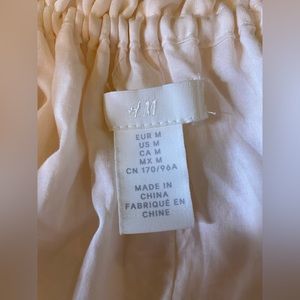 H&M
EUR M
US M
CA M
MX M
CN 170/96A
MADE IN
CHINA
FABRIQUÉ EN
CHINE